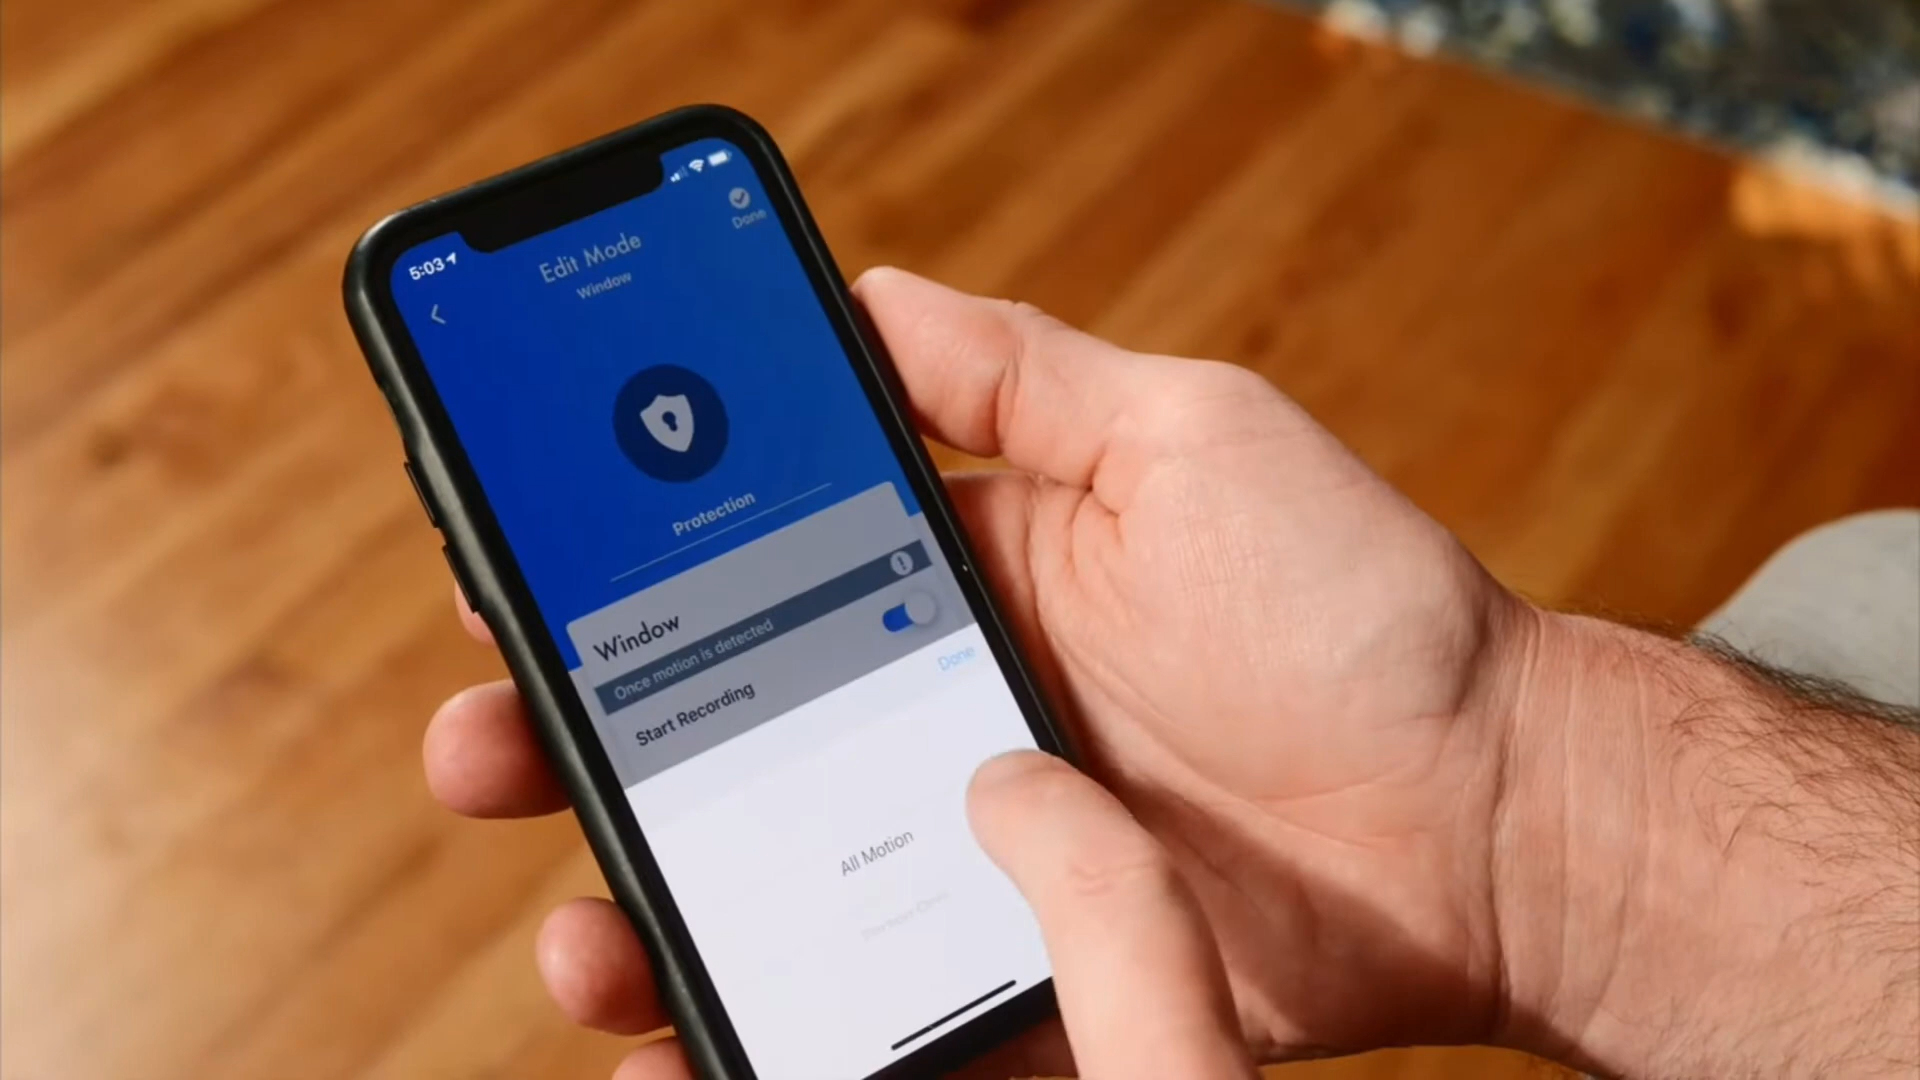 5:03
Done
Edit Mode
Window
Protection
Window
Once motion is detected
Start Recording
Done
All Motion